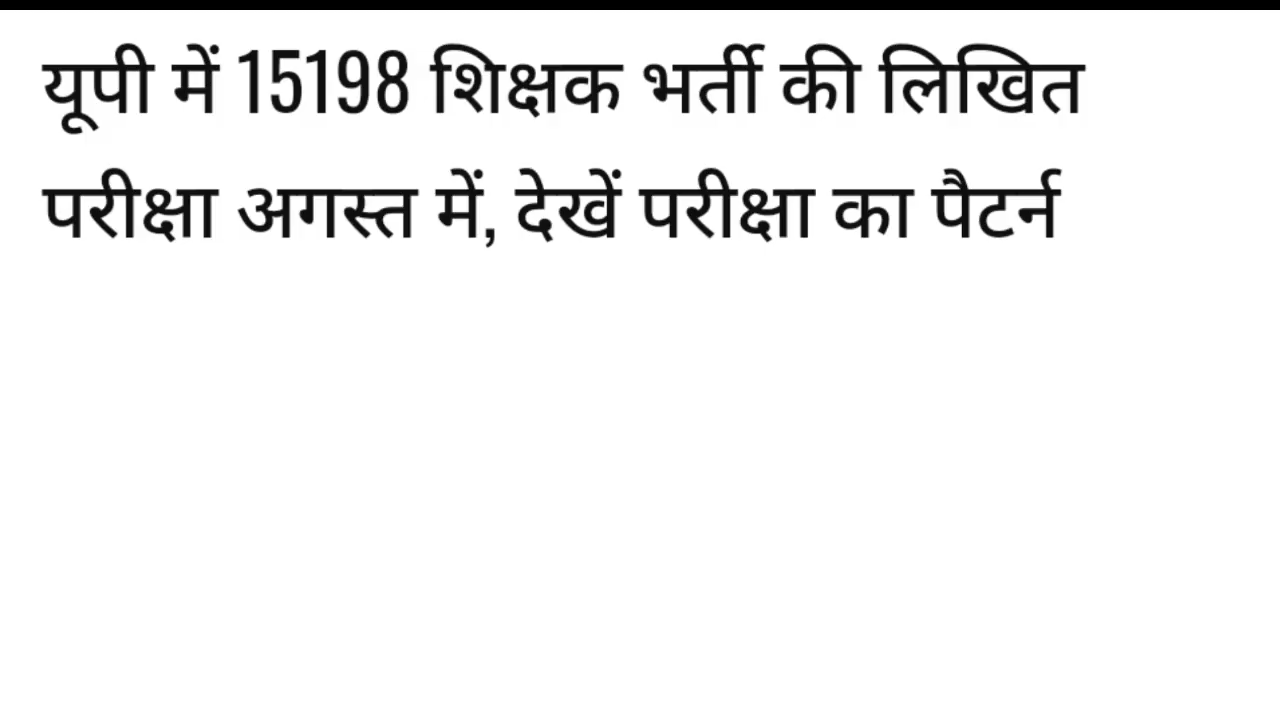 यूपी में 15198 शिक्षक भर्ती की लिखित
परीक्षा अगस्त में, देखें परीक्षा का पैटर्न